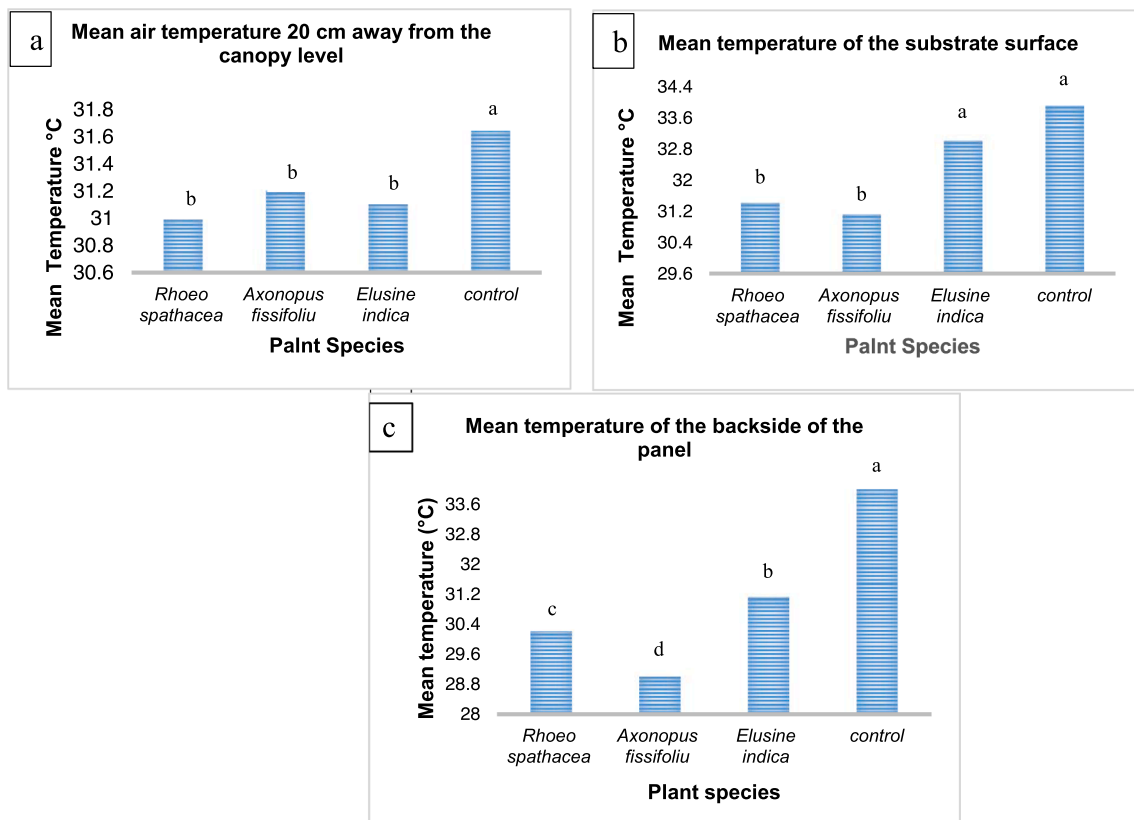 a
Mean air temperature 20 cm away from the
canopy level
Mean Temperature °C
31.8
31.6
31.4
31.2
31
30.8
30.6
b
b
b
a
Rhoeo
spathacea
Axonopus
fissifoliu
Elusine
indica
control
Palnt Species
b
Mean temperature of the substrate surface
Mean Temperature °C
34.4
33.6
32.8
32
31.2
30.4
29.6
b
b
a
a
Rhoeo
spathacea
Axonopus
fissifoliu
Elusine
indica
control
Palnt Species
c
Mean temperature of the backside of the
panel
Mean temperature (°C)
33.6
32.8
32
31.2
30.4
29.6
28.8
28
c
d
b
a
Rhoeo
spathacea
Axonopus
fissifoliu
Elusine
indica
control
Plant species